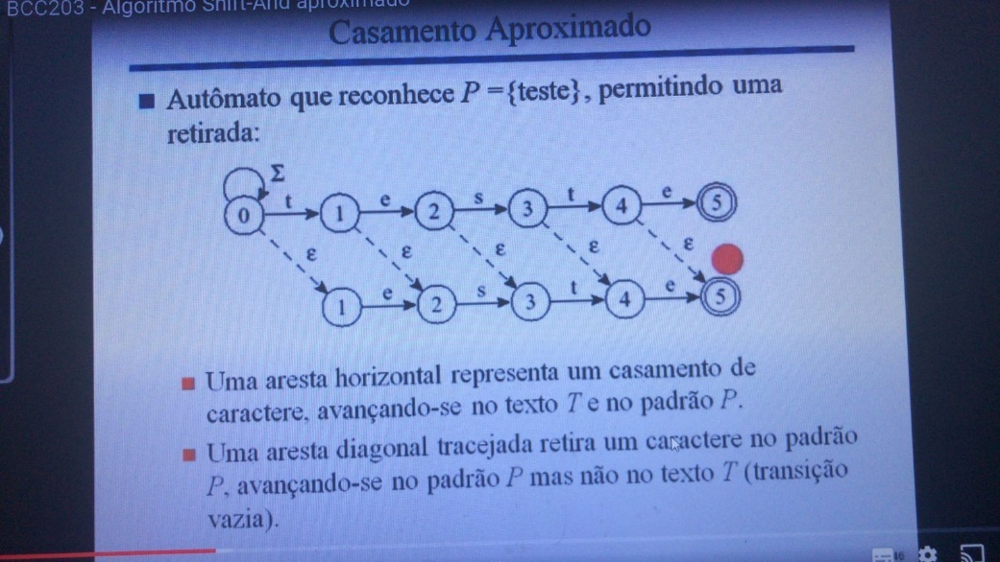 BCC203 - Algoritmo Shift-And aproximado
Casamento Aproximado
Autômato que reconhece P ={teste}, permitindo uma
retirada:
Σ
t e s t e
0 1 2 3 4 5
ε ε ε ε ε
e s t e
1 2 3 4 5
Uma aresta horizontal representa um casamento de
caractere, avançando-se no texto T e no padrão P.
Uma aresta diagonal tracejada retira um caractere no padrão
P, avançando-se no padrão P mas não no texto T (transição
vazia).